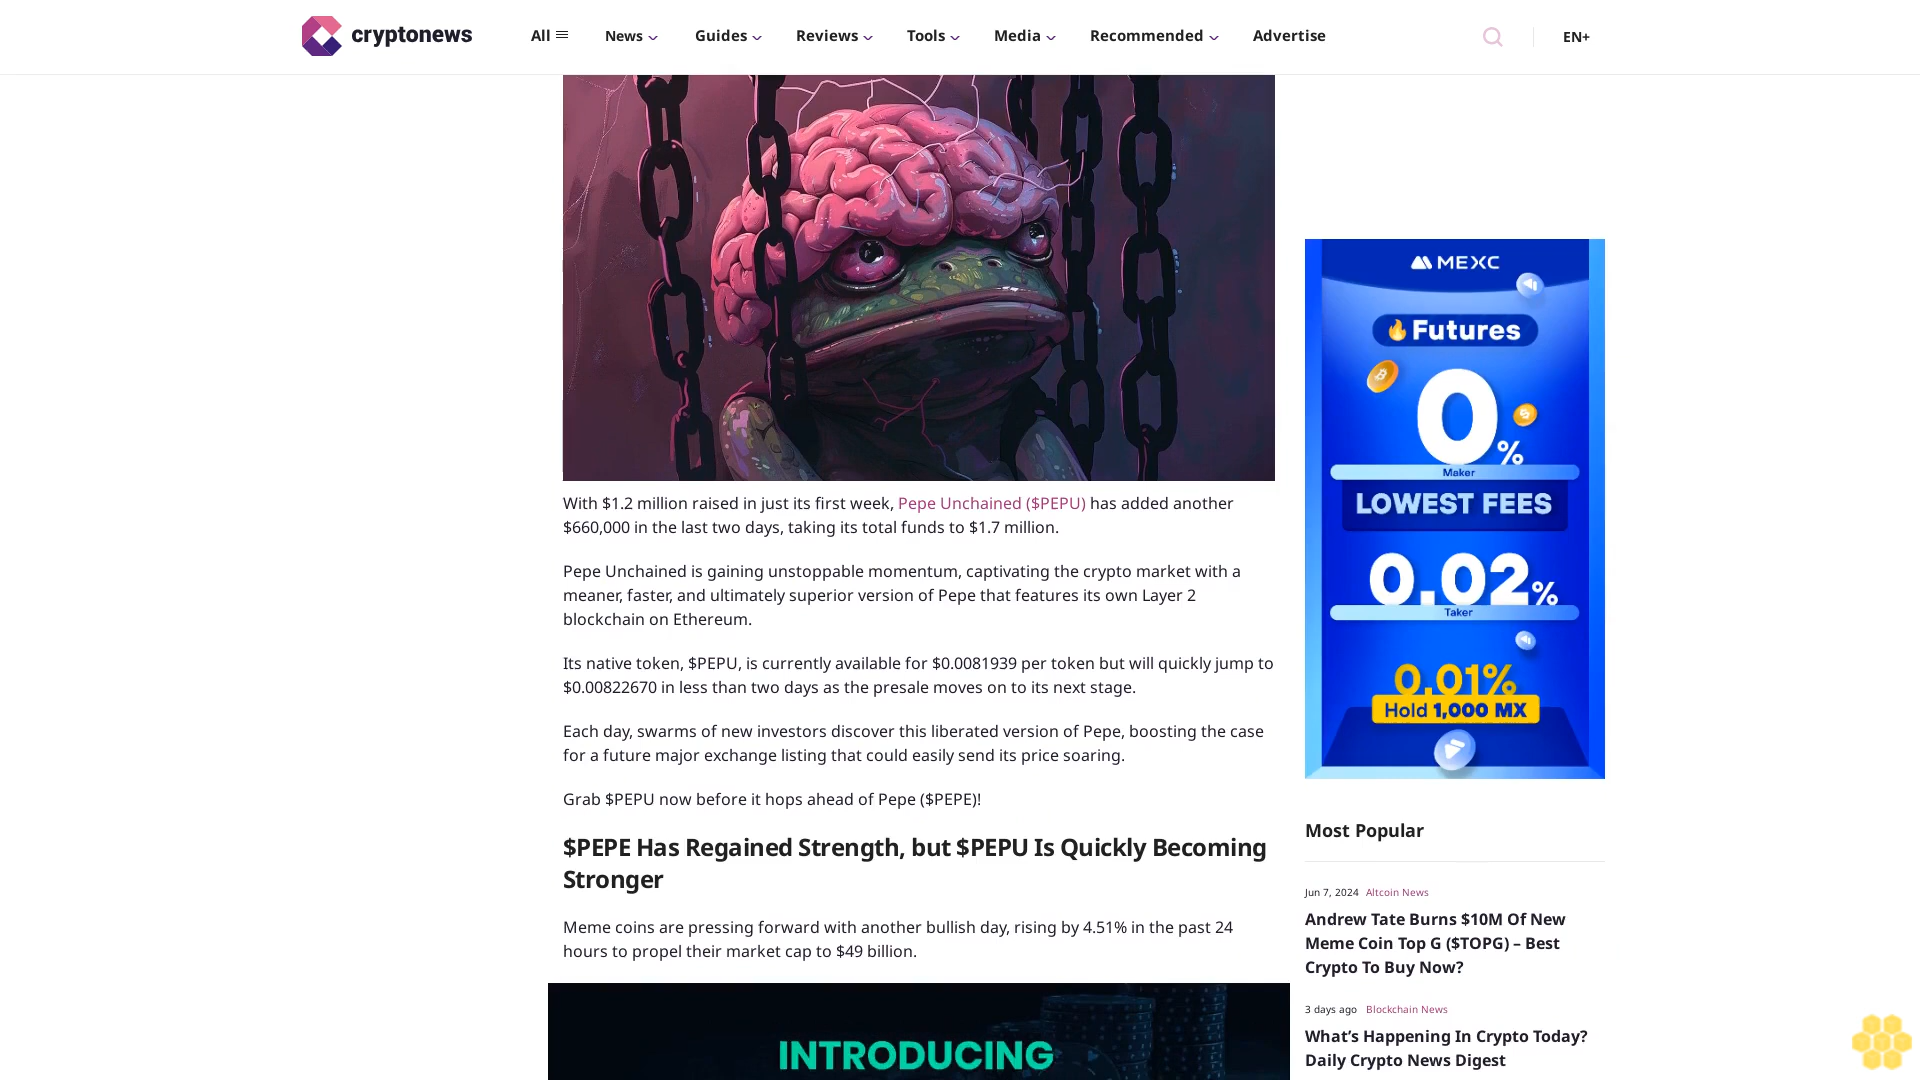 cryptonews
All
News
Guides
Reviews
Tools
Media
Recommended
Advertise
EN+
With $1.2 million raised in just its first week, Pepe Unchained ($PEPU) has added another
$660,000 in the last two days, taking its total funds to $1.7 million.
Pepe Unchained is gaining unstoppable momentum, captivating the crypto market with a
meaner, faster, and ultimately superior version of Pepe that features its own Layer 2
blockchain on Ethereum.
Its native token, $PEPU, is currently available for $0.0081939 per token but will quickly jump to
$0.00822670 in less than two days as the presale moves on to its next stage.
Each day, swarms of new investors discover this liberated version of Pepe, boosting the case
for a future major exchange listing that could easily send its price soaring.
Grab $PEPU now before it hops ahead of Pepe ($PEPE)!
$PEPE Has Regained Strength, but $PEPU Is Quickly Becoming
Stronger
Meme coins are pressing forward with another bullish day, rising by 4.51% in the past 24
hours to propel their market cap to $49 billion.
INTRODUCING
MEXC
Futures
0%
Maker
LOWEST FEES
0.02%
Taker
0.01%
Hold 1,000 MX
Most Popular
Jun 7, 2024 Altcoin News
Andrew Tate Burns $10M Of New
Meme Coin Top G ($TOPG) – Best
Crypto To Buy Now?
3 days ago Blockchain News
What’s Happening In Crypto Today?
Daily Crypto News Digest